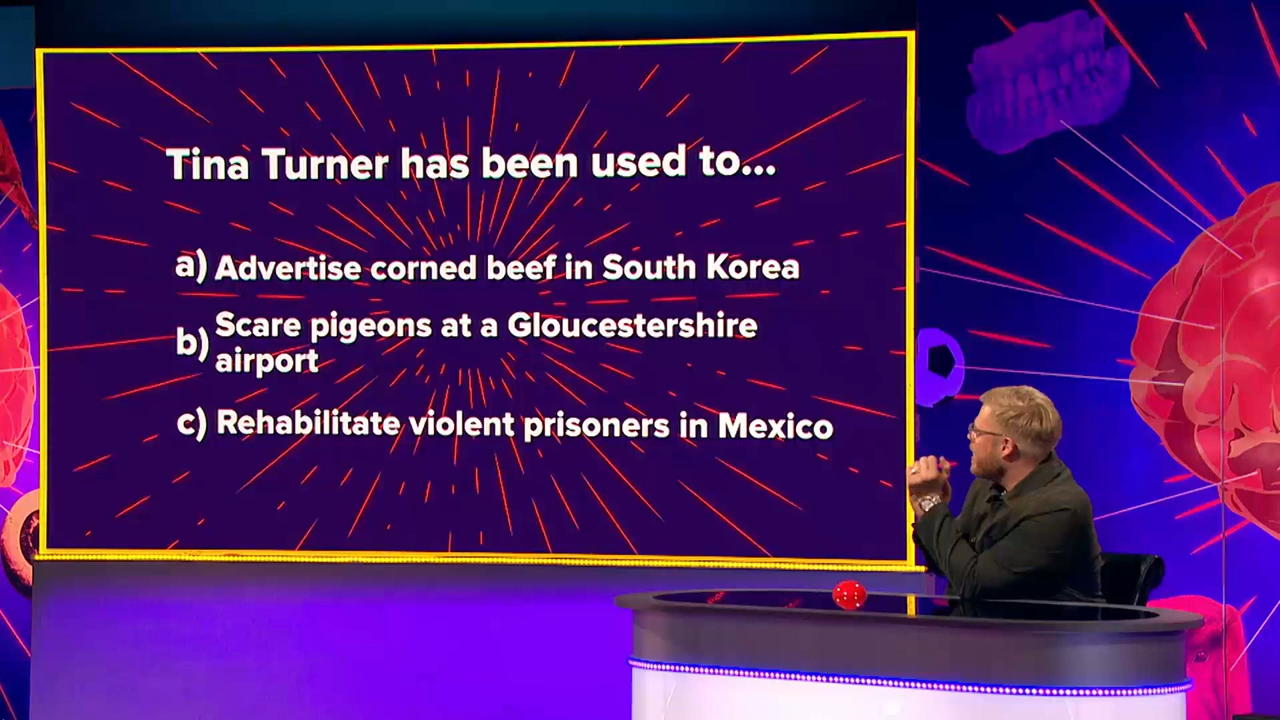 Tina Turner has been used to...
a) Advertise corned beef in South Korea
b) Scare pigeons at a Gloucestershire
airport
c) Rehabilitate violent prisoners in Mexico